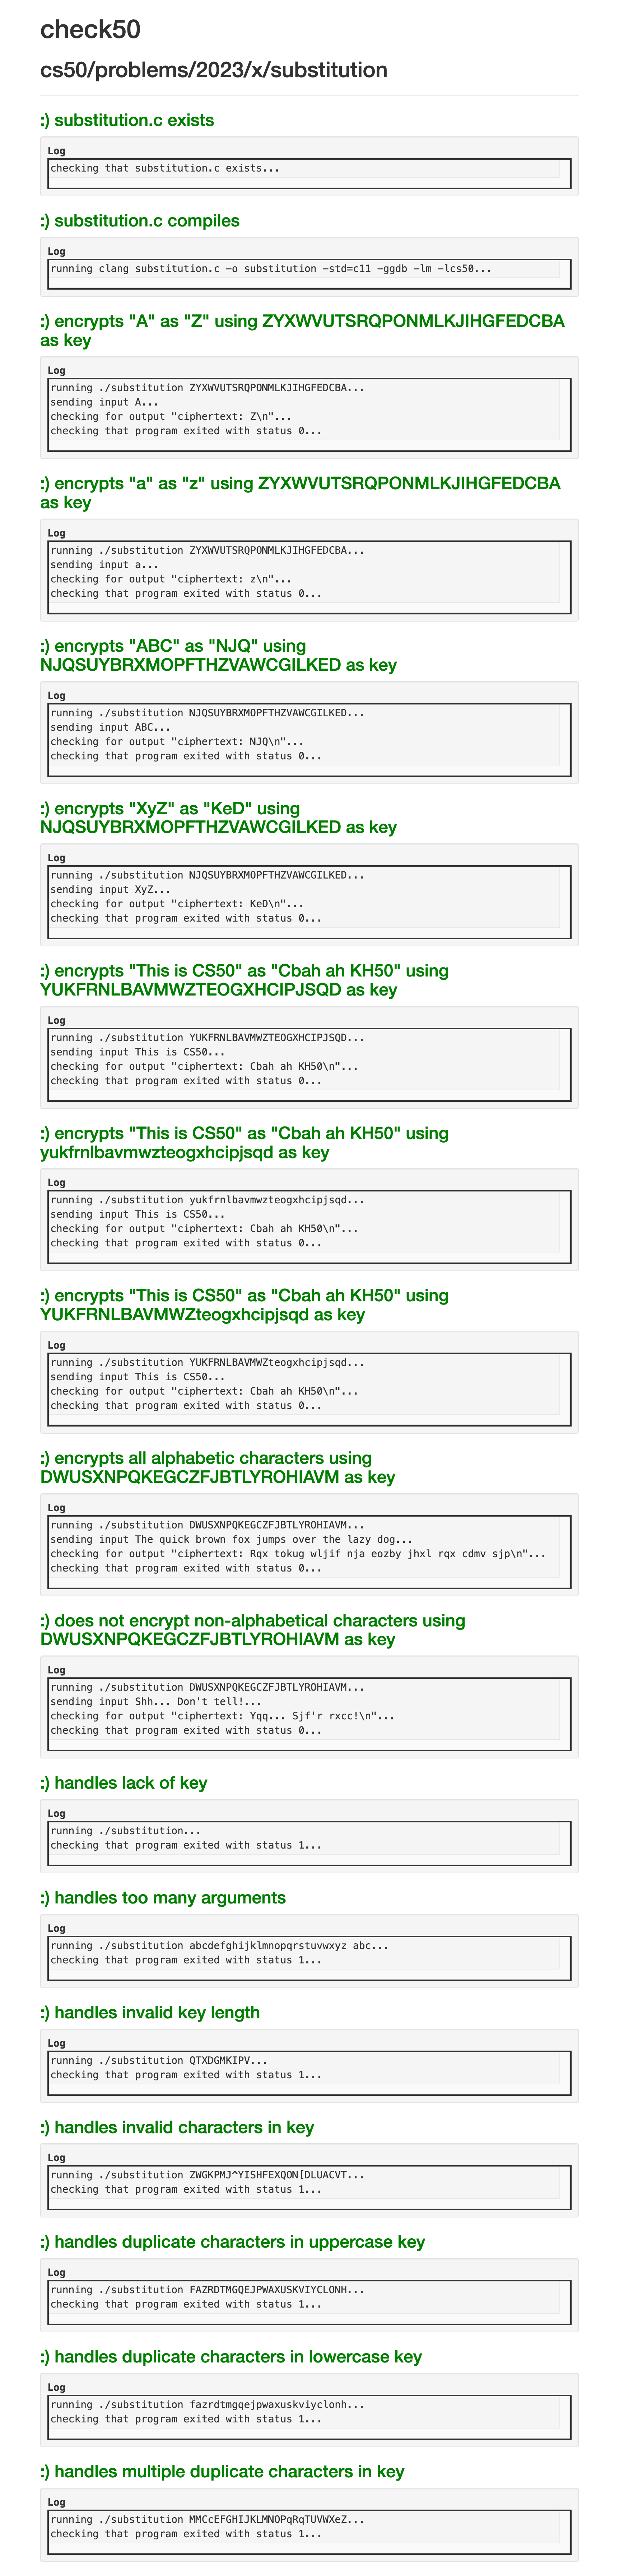 check50
cs50/problems/2023/x/substitution
:) substitution.c exists
Log
checking that substitution.c exists...
:) substitution.c compiles
Log
running clang substitution.c -o substitution -std=c11 -ggdb -lm -lcs50...
:) encrypts "A" as "Z" using ZYXWVUTSRQPONMLKJIHGFEDCBA
as key
Log
running ./substitution ZYXWVUTSRQPONMLKJIHGFEDCBA...
sending input A...
checking for output "ciphertext: Z\n"...
checking that program exited with status 0...
:) encrypts "a" as "z" using ZYXWVUTSRQPONMLKJIHGFEDCBA
as key
Log
running ./substitution ZYXWVUTSRQPONMLKJIHGFEDCBA...
sending input a...
checking for output "ciphertext: z\n"...
checking that program exited with status 0...
:) encrypts "ABC" as "NJQ" using
NJQSUYBRXMOPFTHZVAWCGILKED as key
Log
running ./substitution NJQSUYBRXMOPFTHZVAWCGILKED...
sending input ABC...
checking for output "ciphertext: NJQ\n"...
checking that program exited with status 0...
:) encrypts "XyZ" as "KeD" using
NJQSUYBRXMOPFTHZVAWCGILKED as key
Log
running ./substitution NJQSUYBRXMOPFTHZVAWCGILKED...
sending input XyZ...
checking for output "ciphertext: KeD\n"...
checking that program exited with status 0...
:) encrypts "This is CS50" as "Cbah ah KH50" using
YUKFRNLBAVMWZTEOGXHCIPJSQD as key
Log
running ./substitution YUKFRNLBAVMWZTEOGXHCIPJSQD...
sending input This is CS50...
checking for output "ciphertext: Cbah ah KH50\n"...
checking that program exited with status 0...
:) encrypts "This is CS50" as "Cbah ah KH50" using
yukfrnlbavmwzteogxhcipjsqd as key
Log
running ./substitution yukfrnlbavmwzteogxhcipjsqd...
sending input This is CS50...
checking for output "ciphertext: Cbah ah KH50\n"...
checking that program exited with status 0...
:) encrypts "This is CS50" as "Cbah ah KH50" using
YUKFRNLBAVMWZteogxhcipjsqd as key
Log
running ./substitution YUKFRNLBAVMWZteogxhcipjsqd...
sending input This is CS50...
checking for output "ciphertext: Cbah ah KH50\n"...
checking that program exited with status 0...
:) encrypts all alphabetic characters using
DWUSXNPQKEGCZFJBTLYROHIAVM as key
Log
running ./substitution DWUSXNPQKEGCZFJBTLYROHIAVM...
sending input The quick brown fox jumps over the lazy dog...
checking for output "ciphertext: Rqx tokug wljif nja eozby jhxl rqx cdmv sjp\n"...
checking that program exited with status 0...
:) does not encrypt non-alphabetical characters using
DWUSXNPQKEGCZFJBTLYROHIAVM as key
Log
running ./substitution DWUSXNPQKEGCZFJBTLYROHIAVM...
sending input Shh... Don't tell!...
checking for output "ciphertext: Yqq... Sjf'r rxcc!\n"...
checking that program exited with status 0...
:) handles lack of key
Log
running ./substitution...
checking that program exited with status 1...
:) handles too many arguments
Log
running ./substitution abcdefghijklmnopqrstuvwxyz abc...
checking that program exited with status 1...
:) handles invalid key length
Log
running ./substitution QTXDGMKIPV...
checking that program exited with status 1...
:) handles invalid characters in key
Log
running ./substitution ZWGKPMJ^YISHFEXQON[DLUACVT...
checking that program exited with status 1...
:) handles duplicate characters in uppercase key
Log
running ./substitution FAZRDTMGQEJPWAXUSKVIYCLONH...
checking that program exited with status 1...
:) handles duplicate characters in lowercase key
Log
running ./substitution fazrdtmgqejpwaxuskviyclonh...
checking that program exited with status 1...
:) handles multiple duplicate characters in key
Log
running ./substitution MMCcEFGHIJKLMNOPqRqTUVWXeZ...
checking that program exited with status 1...